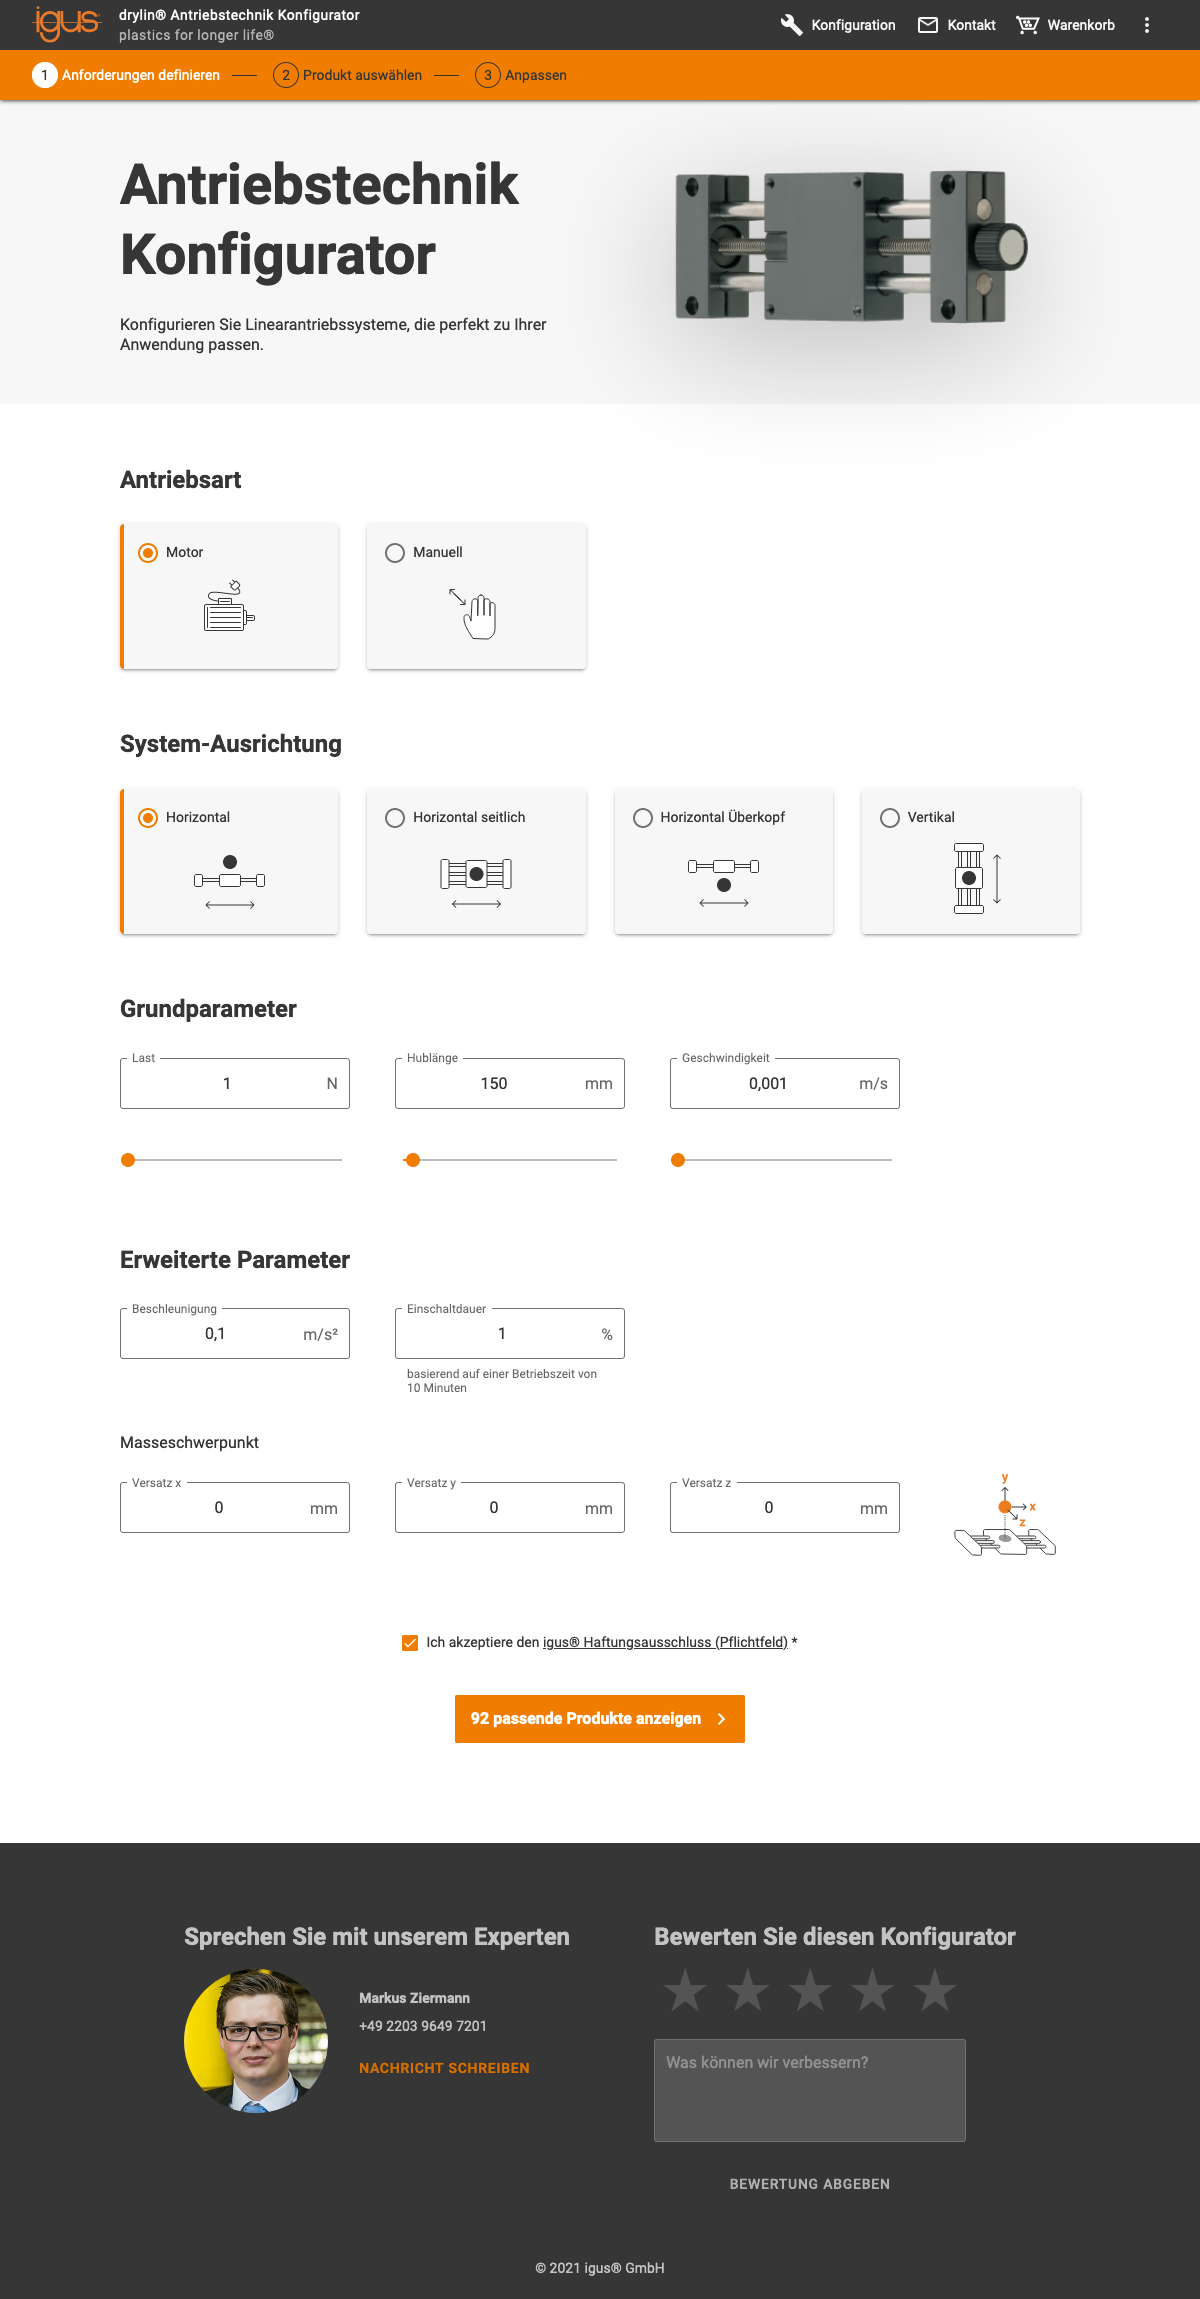 igus
drylin® Antriebstechnik Konfigurator
plastics for longer life®
Konfiguration
Kontakt
Warenkorb
1 Anforderungen definieren
2 Produkt auswählen
3 Anpassen
Antriebstechnik
Konfigurator
Konfigurieren Sie Linearantriebssysteme, die perfekt zu Ihrer
Anwendung passen.
Antriebsart
Motor
Manuell
System-Ausrichtung
Horizontal
Horizontal seitlich
Horizontal Überkopf
Vertikal
Grundparameter
Last
1 N
Hublänge
150 mm
Geschwindigkeit
0,001 m/s
Erweiterte Parameter
Beschleunigung
0,1 m/s²
Einschaltdauer
1 %
basierend auf einer Betriebszeit von
10 Minuten
Masseschwerpunkt
Versatz x
0 mm
Versatz y
0 mm
Versatz z
0 mm
y
x
z
Ich akzeptiere den igus® Haftungsausschluss (Pflichtfeld) *
92 passende Produkte anzeigen
Sprechen Sie mit unserem Experten
Markus Ziermann
+49 2203 9649 7201
NACHRICHT SCHREIBEN
Bewerten Sie diesen Konfigurator
Was können wir verbessern?
BEWERTUNG ABGEBEN
© 2021 igus® GmbH